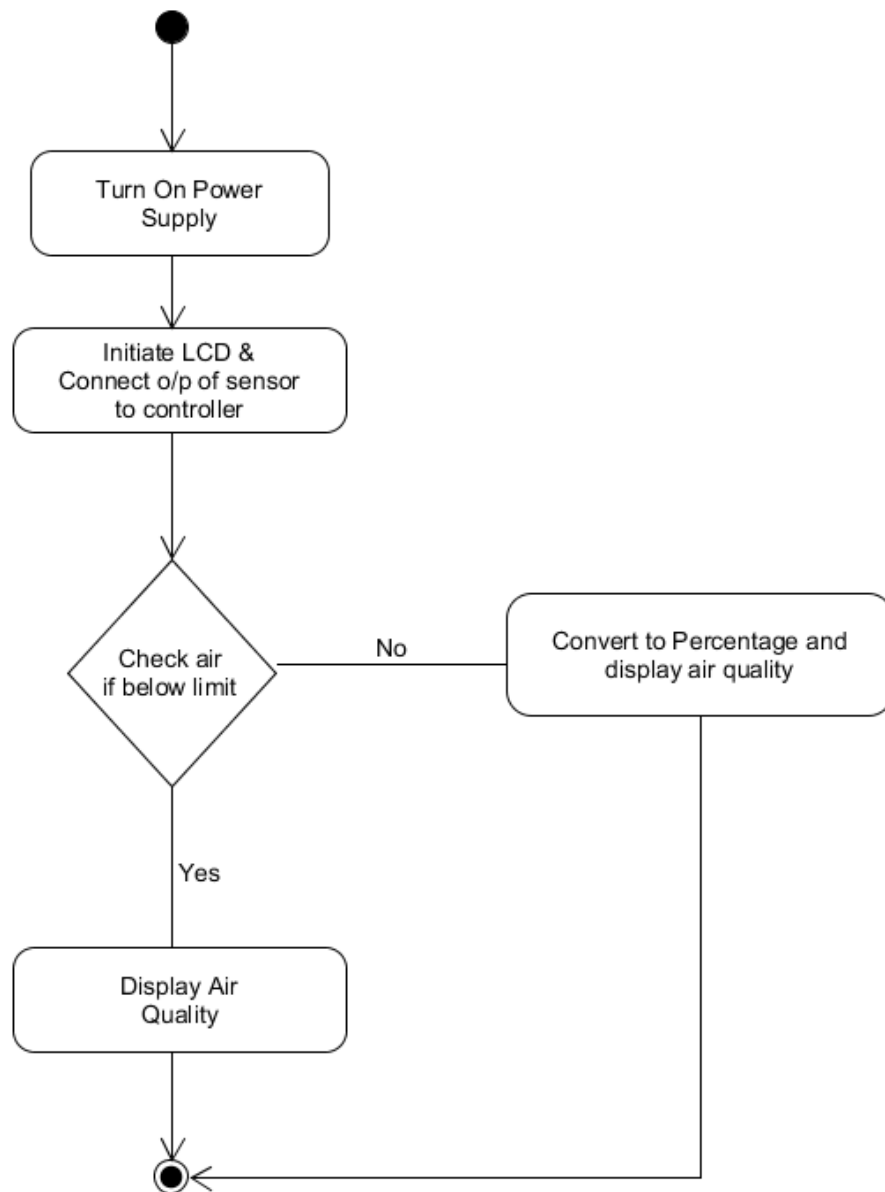 Turn On Power
Supply
Initiate LCD &
Connect o/p of sensor
to controller
Check air
if below limit
No
Convert to Percentage and
display air quality
Yes
Display Air
Quality